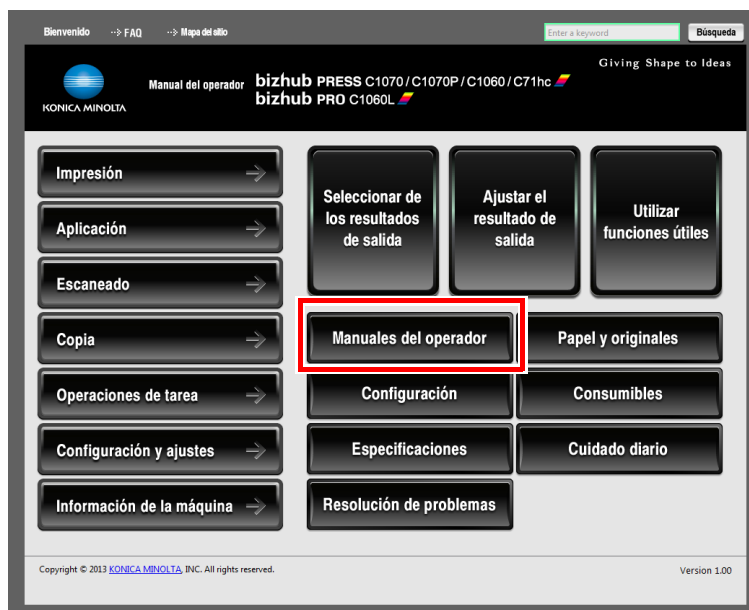 Bienvenido ··> FAQ ··> Mapa del sitio
Enter a keyword
Búsqueda
Giving Shape to Ideas
KONICA MINOLTA
Manual del operador
bizhub PRESS C1070 / C1070P / C1060 / C71hc
bizhub PRO C1060L
Impresión
Aplicación
Escaneado
Copia
Operaciones de tarea
Configuración y ajustes
Información de la máquina
Seleccionar de
los resultados
de salida
Ajustar el
resultado de
salida
Utilizar
funciones útiles
Manuales del operador
Papel y originales
Configuración
Consumibles
Especificaciones
Cuidado diario
Resolución de problemas
Copyright © 2013 KONICA MINOLTA, INC. All rights reserved.
Version 1.00